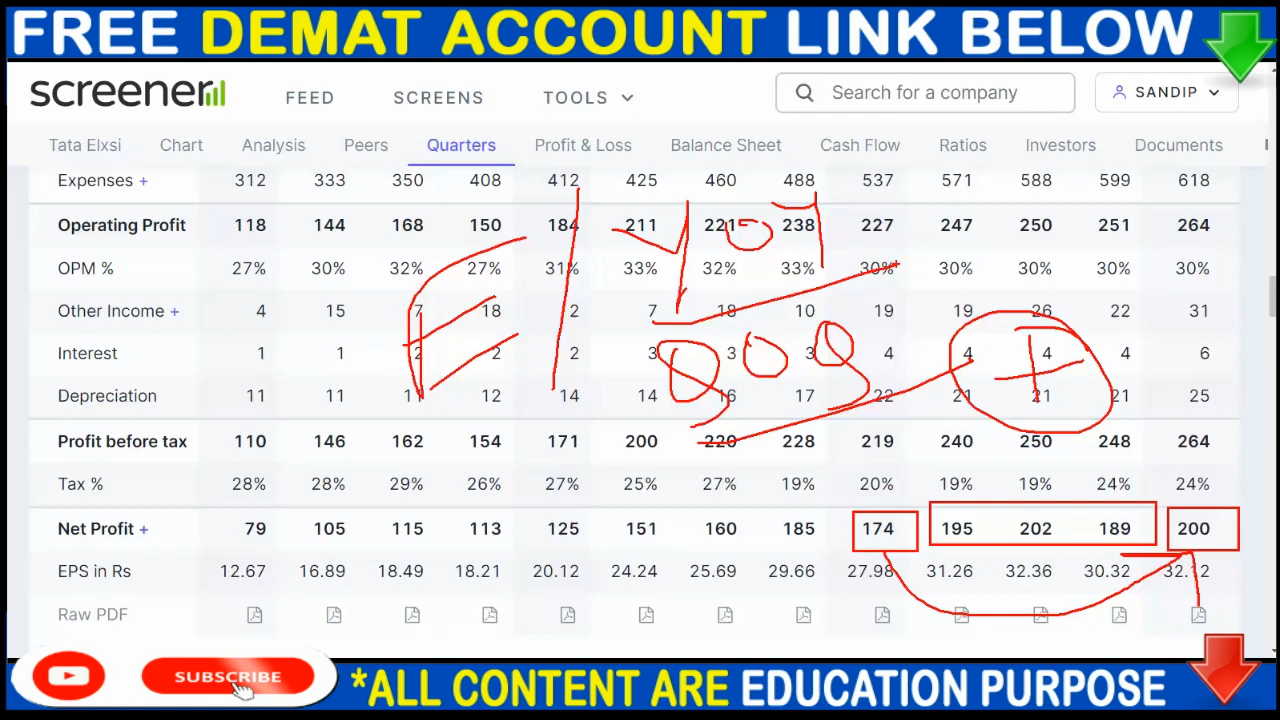 FREE DEMAT ACCOUNT LINK BELOW
screener FEED SCREENS TOOLS Search for a company SANDIP
Tata Elxsi Chart Analysis Peers Quarters Profit & Loss Balance Sheet Cash Flow Ratios Investors Documents
Expenses + 312 333 350 408 412 425 460 488 537 571 588 599 618
Operating Profit 118 144 168 150 184 211 221 238 227 247 250 251 264
OPM % 27% 30% 32% 27% 31% 33% 32% 33% 30% 30% 30% 30% 30%
Other Income + 4 15 7 18 2 7 18 10 19 19 26 22 31
Interest 1 1 2 2 2 3 3 3 4 4 4 4 6
Depreciation 11 11 11 12 14 14 16 17 22 21 21 21 25
Profit before tax 110 146 162 154 171 200 220 228 219 240 250 248 264
Tax % 28% 28% 29% 26% 27% 25% 27% 19% 20% 19% 19% 24% 24%
Net Profit + 79 105 115 113 125 151 160 185 174 195 202 189 200
EPS in Rs 12.67 16.89 18.49 18.21 20.12 24.24 25.69 29.66 27.98 31.26 32.36 30.32 32.12
Raw PDF
SUBSCRIBE *ALL CONTENT ARE EDUCATION PURPOSE